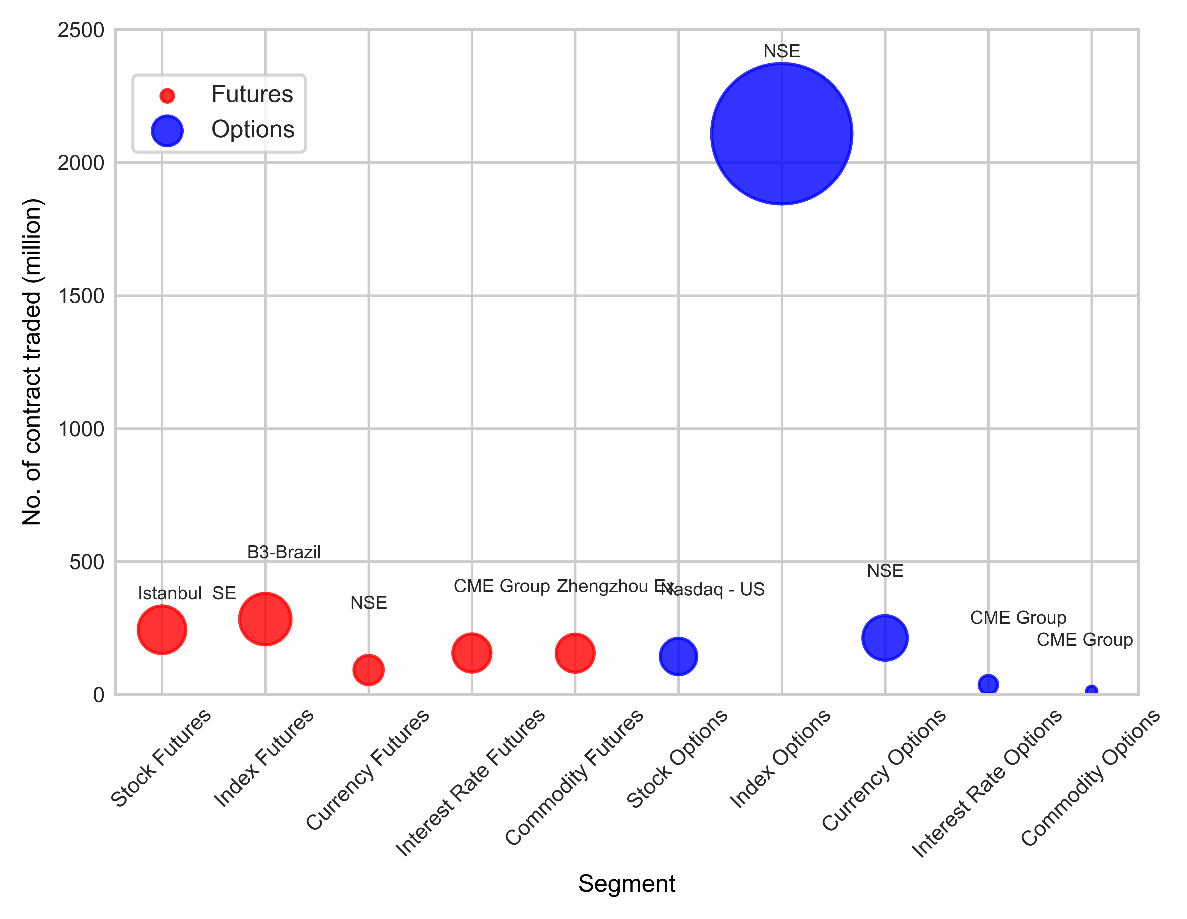 2500
2000
1500
1000
500
0
No. of contract traded (million)
Futures
Options
NSE
B3-Brazil
Istanbul SE
NSE
CME Group
Zhengzhou Ex
Nasdaq - US
NSE
CME Group
CME Group
Stock Futures
Index Futures
Currency Futures
Interest Rate Futures
Commodity Futures
Stock Options
Index Options
Currency Options
Interest Rate Options
Commodity Options
Segment